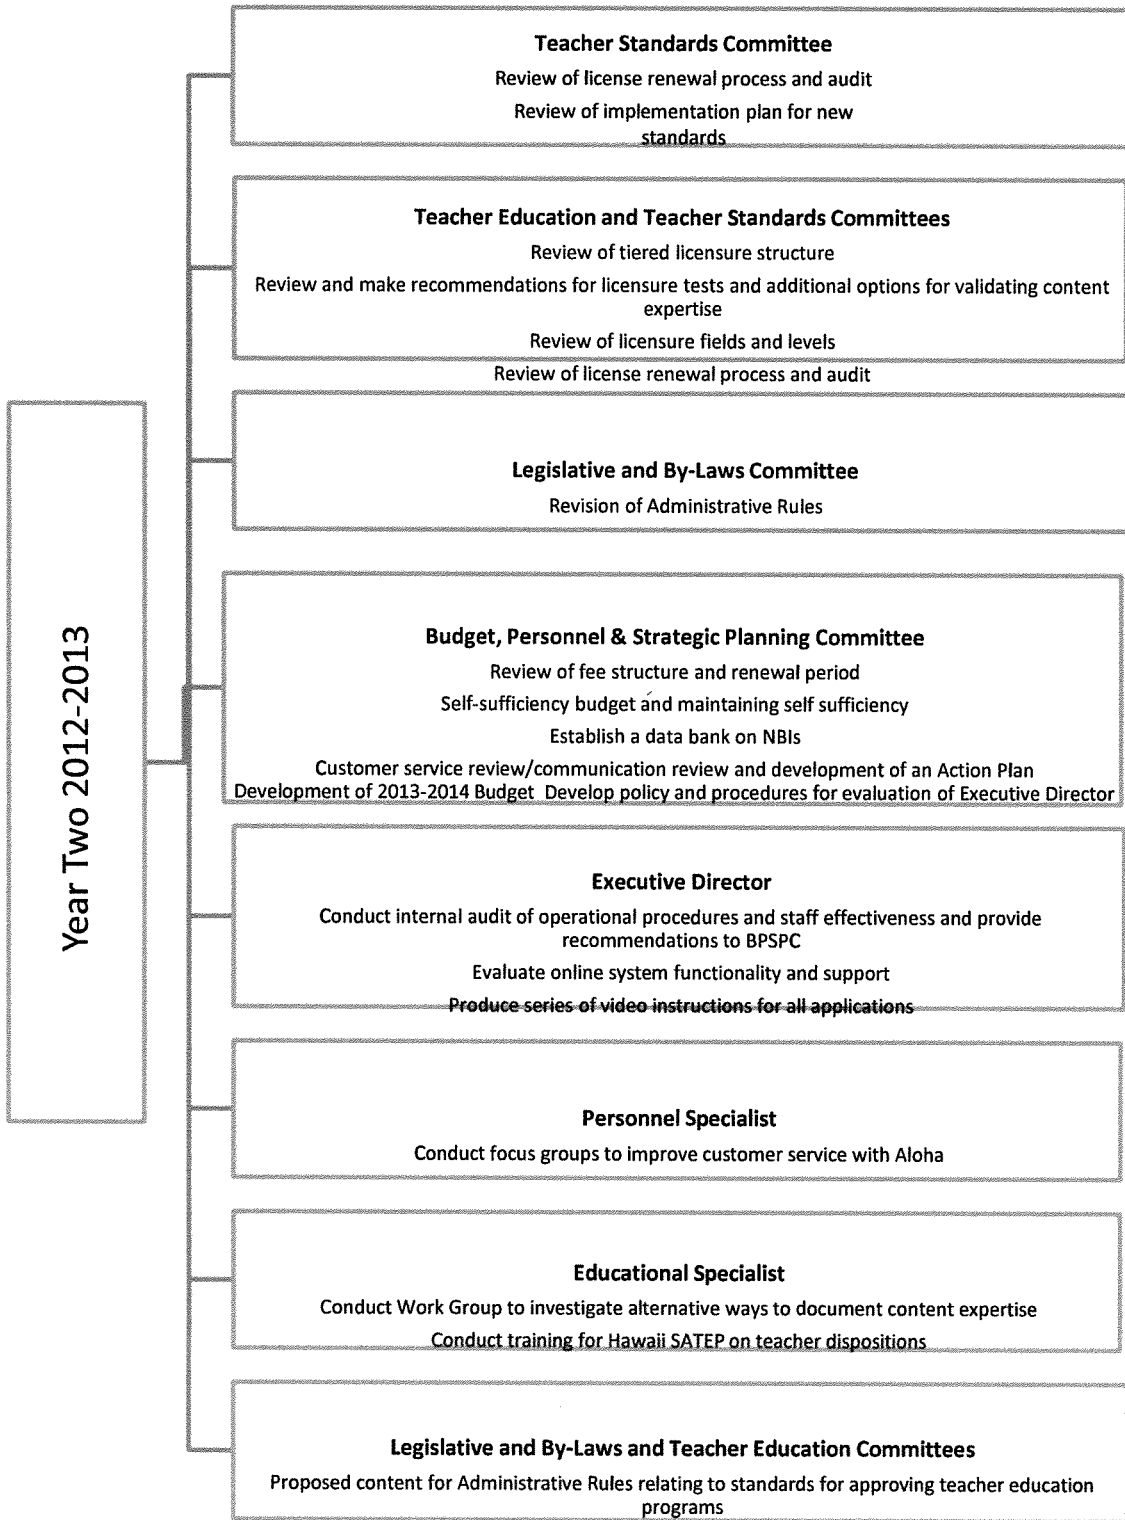 Year Two 2012-2013
Teacher Standards Committee
Review of license renewal process and audit
Review of implementation plan for new
standards
Teacher Education and Teacher Standards Committees
Review of tiered licensure structure
Review and make recommendations for licensure tests and additional options for validating content
expertise
Review of licensure fields and levels
Review of license renewal process and audit
Legislative and By-Laws Committee
Revision of Administrative Rules
Budget, Personnel & Strategic Planning Committee
Review of fee structure and renewal period
Self-sufficiency budget and maintaining self sufficiency
Establish a data bank on NBIs
Customer service review/communication review and development of an Action Plan
Development of 2013-2014 Budget  Develop policy and procedures for evaluation of Executive Director
Executive Director
Conduct internal audit of operational procedures and staff effectiveness and provide
recommendations to BPSPC
Evaluate online system functionality and support
Produce series of video instructions for all applications
Personnel Specialist
Conduct focus groups to improve customer service with Aloha
Educational Specialist
Conduct Work Group to investigate alternative ways to document content expertise
Conduct training for Hawaii SATEP on teacher dispositions
Legislative and By-Laws and Teacher Education Committees
Proposed content for Administrative Rules relating to standards for approving teacher education
programs